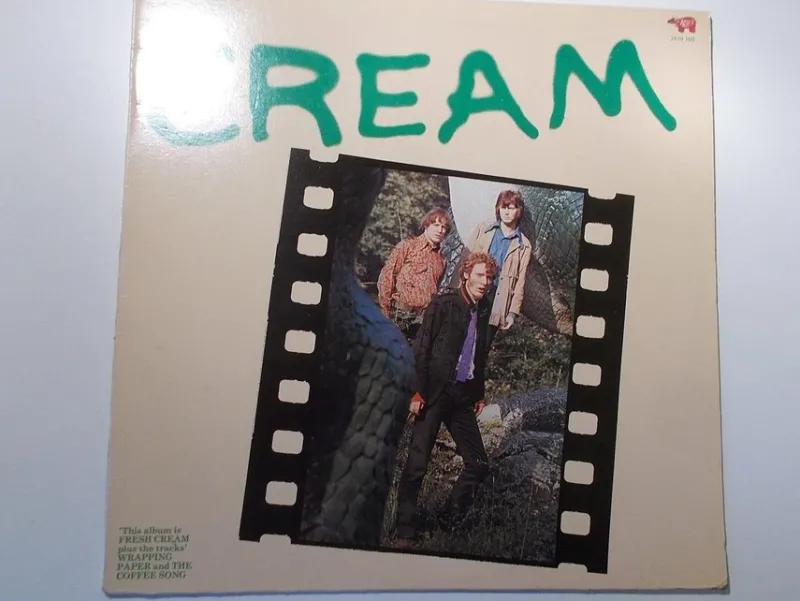 CREAM
'This album is
FRESH CREAM
plus the tracks'
WRAPPING
PAPER and THE
COFFEE SONG